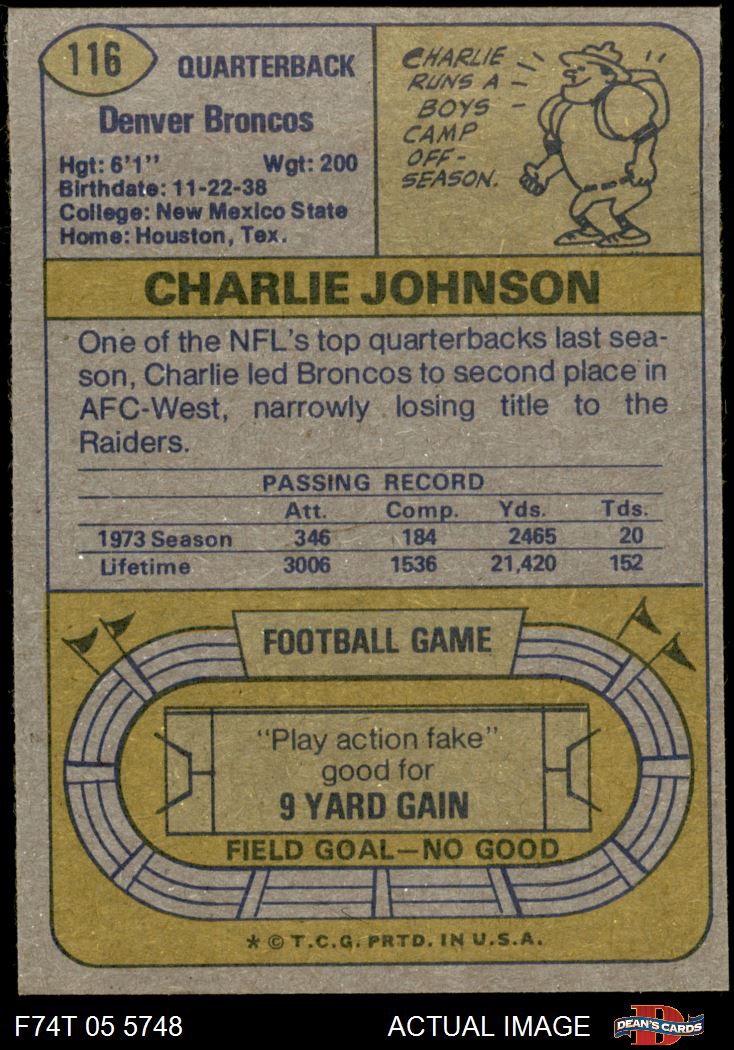 116
QUARTERBACK
Denver Broncos
Hgt: 6'1" Wgt: 200
Birthdate: 11-22-38
College: New Mexico State
Home: Houston, Tex.
CHARLIE
RUNS A
BOYS
CAMP
OFF-
SEASON.
CHARLIE JOHNSON
One of the NFL's top quarterbacks last sea-
son, Charlie led Broncos to second place in
AFC-West, narrowly losing title to the
Raiders.
PASSING RECORD
Att. Comp. Yds. Tds.
1973 Season 346 184 2465 20
Lifetime 3006 1536 21,420 152
FOOTBALL GAME
"Play action fake"
good for
9 YARD GAIN
FIELD GOAL—NO GOOD
* © T.C.G. PRTD. IN U.S.A.
F74T 05 5748 ACTUAL IMAGE
D
DEAN'S CARDS